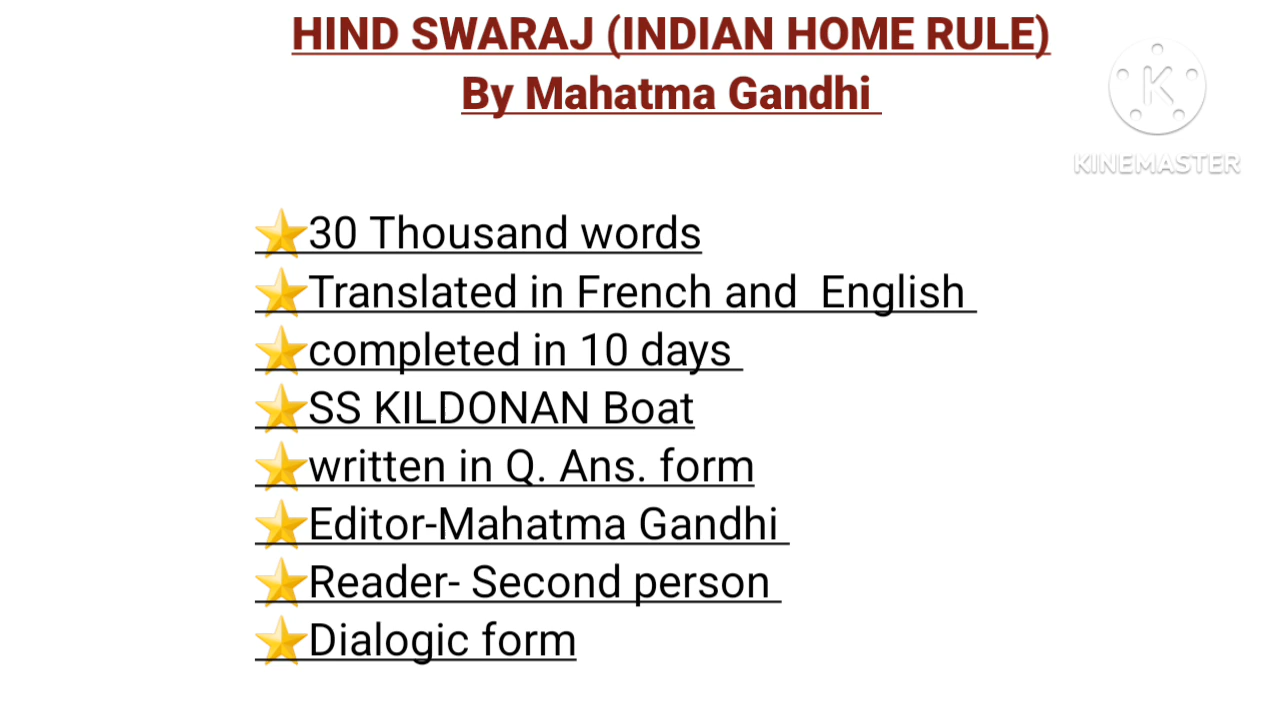 HIND SWARAJ (INDIAN HOME RULE)
By Mahatma Gandhi
K
KINEMASTER
⭐30 Thousand words
⭐Translated in French and  English
⭐completed in 10 days
⭐SS KILDONAN Boat
⭐written in Q. Ans. form
⭐Editor-Mahatma Gandhi
⭐Reader- Second person
⭐Dialogic form